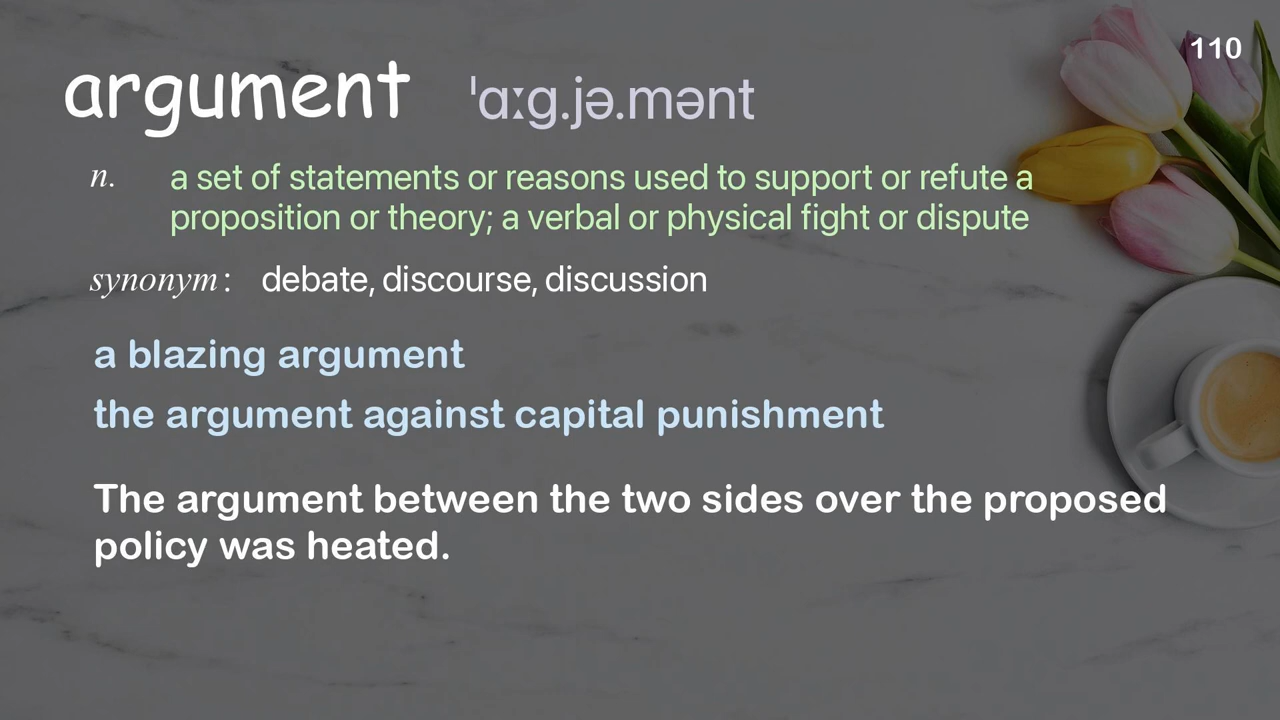 110
argument ˈɑːɡ.jə.mənt
n. a set of statements or reasons used to support or refute a
proposition or theory; a verbal or physical fight or dispute
synonym: debate, discourse, discussion
a blazing argument
the argument against capital punishment
The argument between the two sides over the proposed
policy was heated.